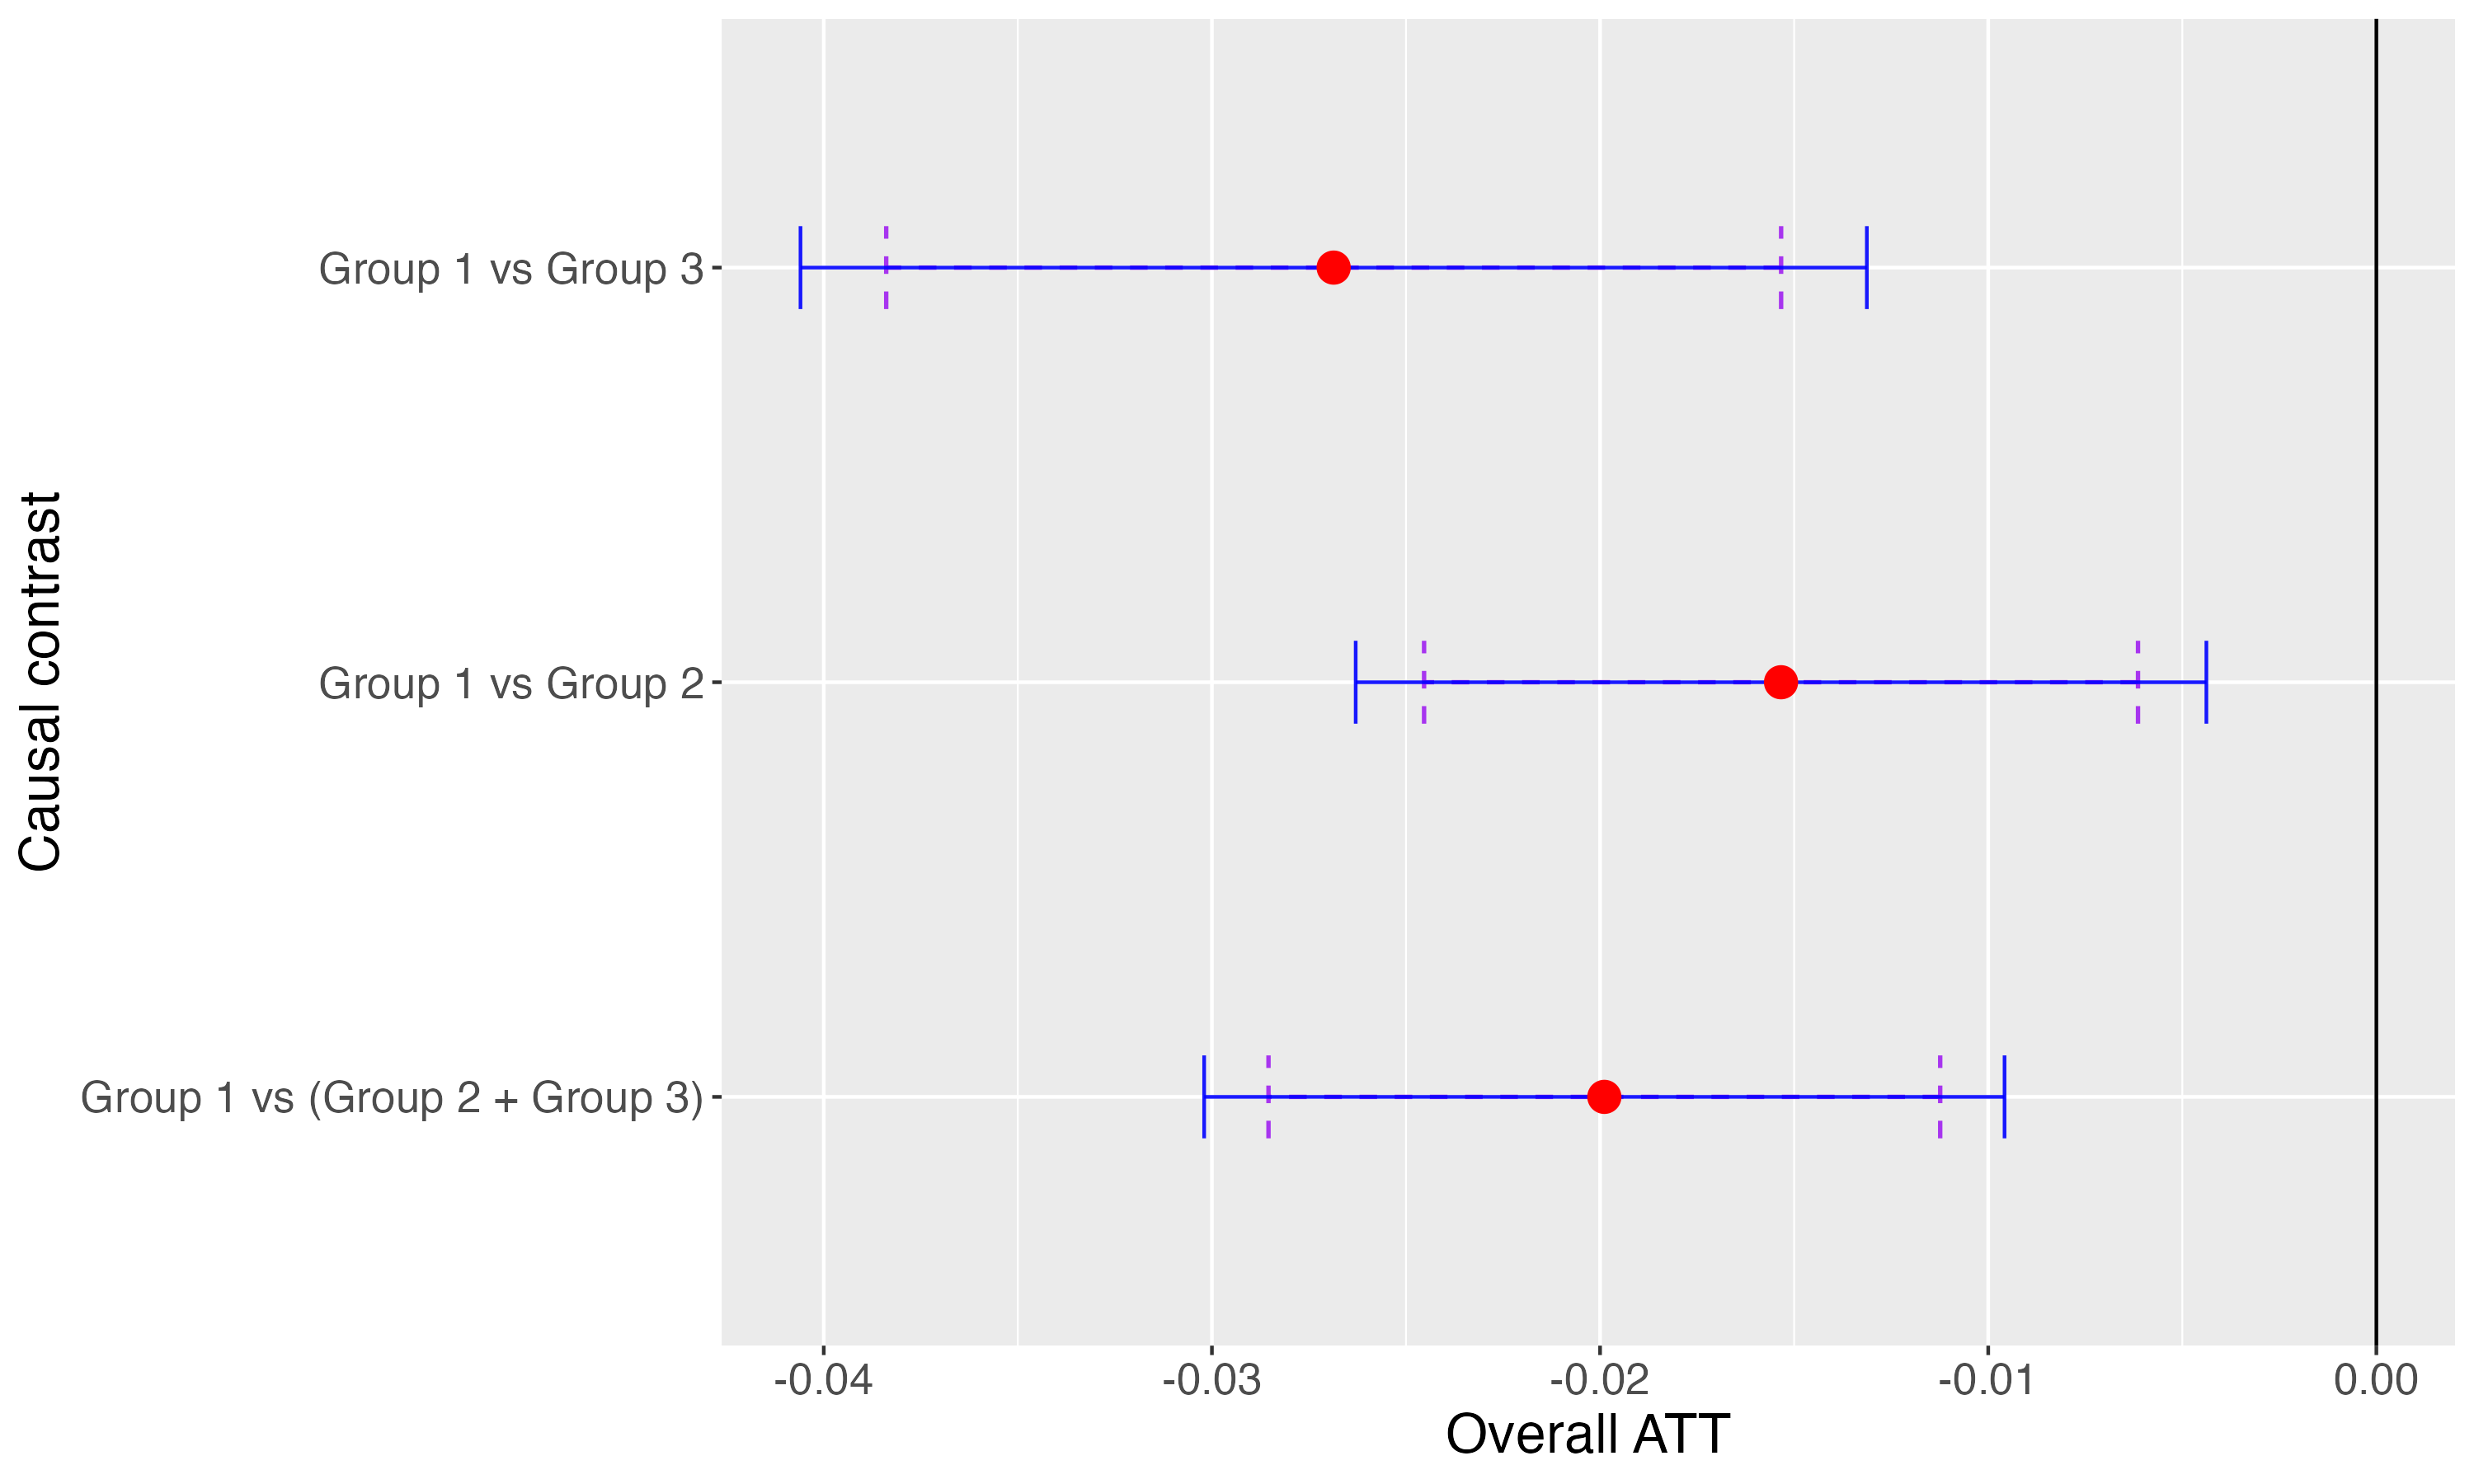 Causal contrast
Group 1 vs Group 3
Group 1 vs Group 2
Group 1 vs (Group 2 + Group 3)
-0.04 -0.03 -0.02 -0.01 0.00
Overall ATT